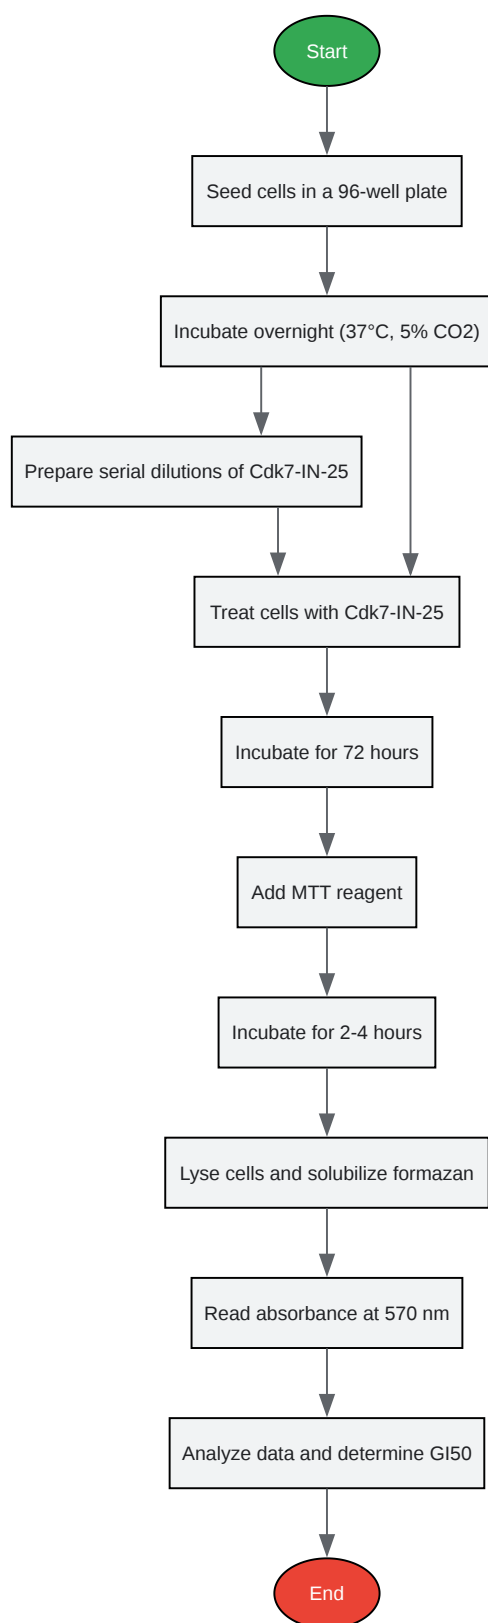 Start
Seed cells in a 96-well plate
Incubate overnight (37°C, 5% CO2)
Prepare serial dilutions of Cdk7-IN-25
Treat cells with Cdk7-IN-25
Incubate for 72 hours
Add MTT reagent
Incubate for 2-4 hours
Lyse cells and solubilize formazan
Read absorbance at 570 nm
Analyze data and determine GI50
End